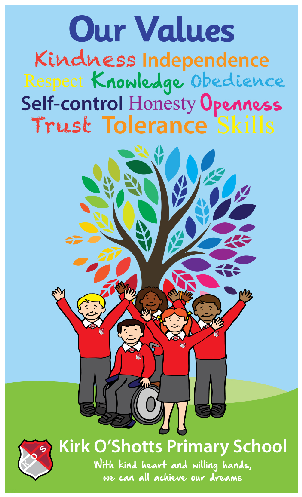 Our Values
Kindness Independence
Respect Knowledge Obedience
Self-control Honesty Openness
Trust Tolerance Skills
Kirk O'Shotts Primary School
With kind heart and willing hands,
we can all achieve our dreams